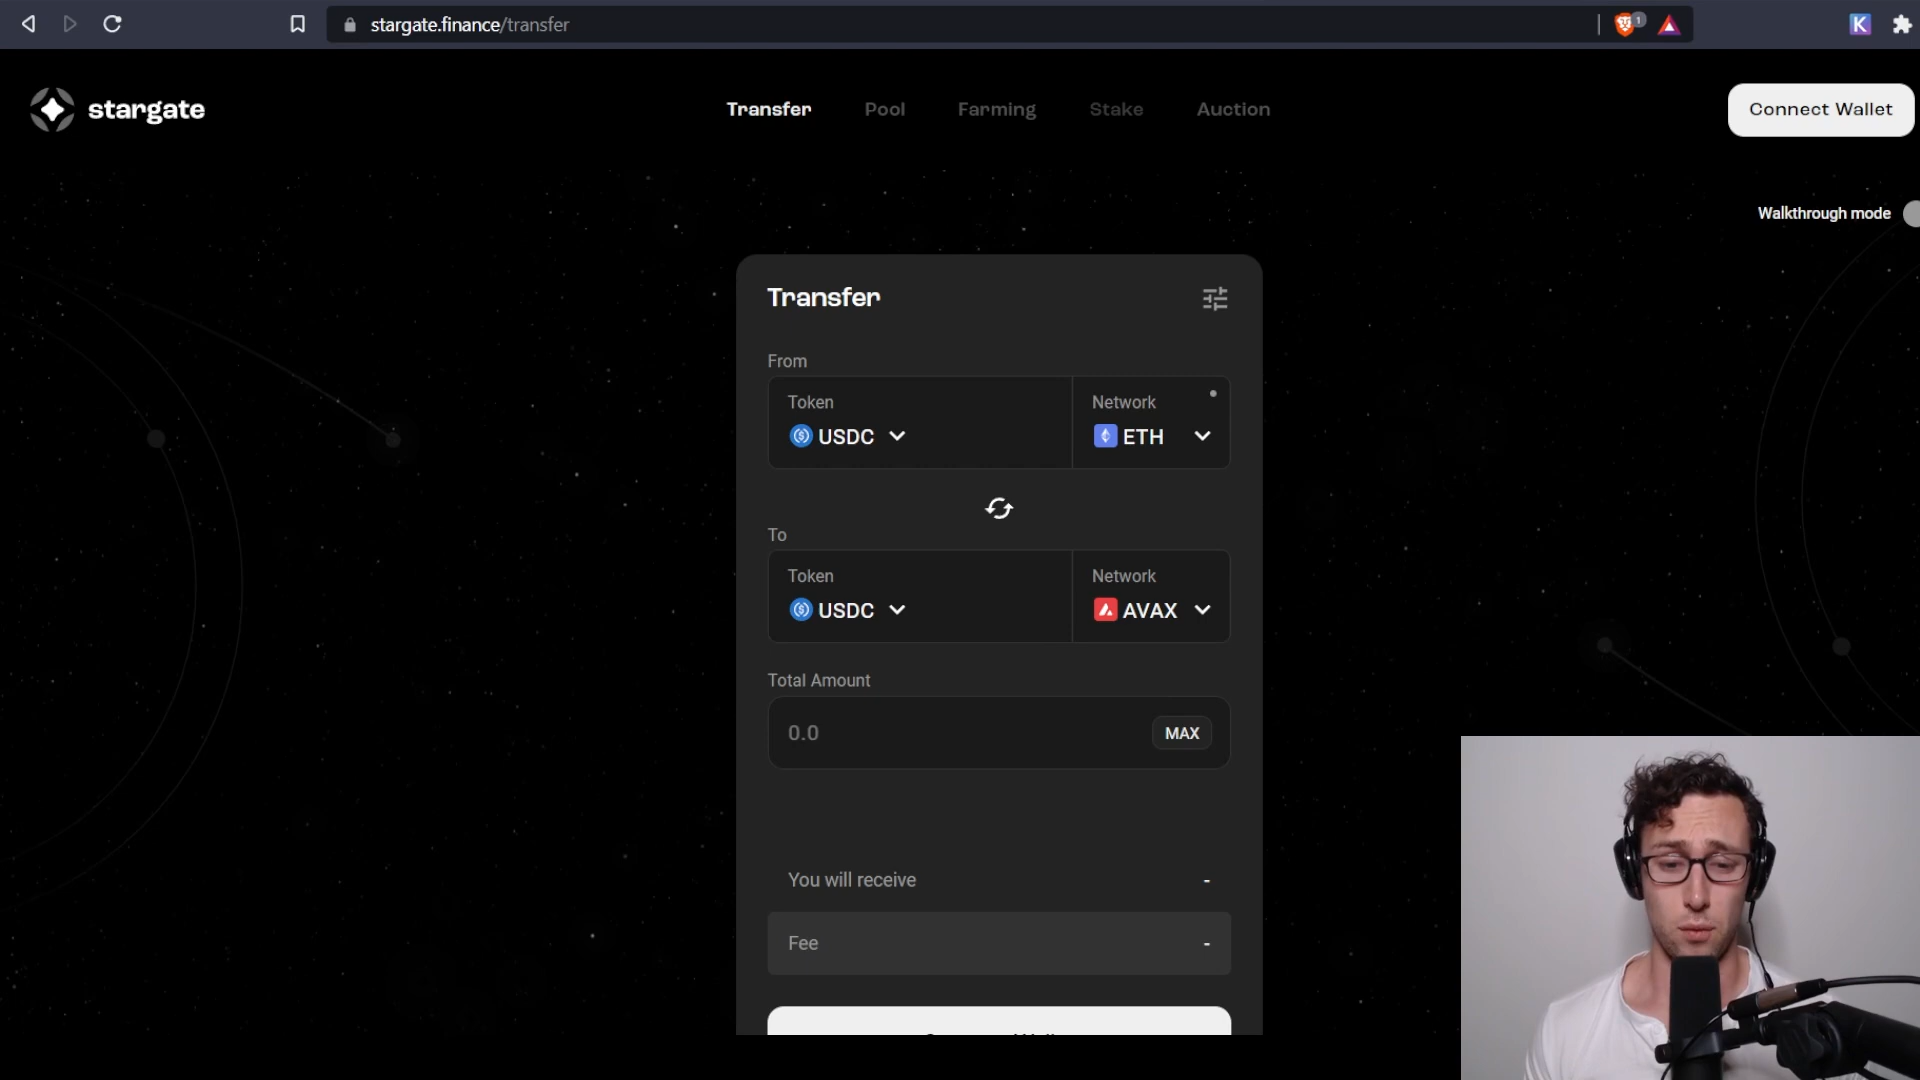 stargate.finance/transfer
1
K
stargate
Transfer
Pool
Farming
Stake
Auction
Connect Wallet
Walkthrough mode
Transfer
From
Token
Network
USDC
ETH
To
Token
Network
USDC
AVAX
Total Amount
0.0
MAX
You will receive
-
Fee
-